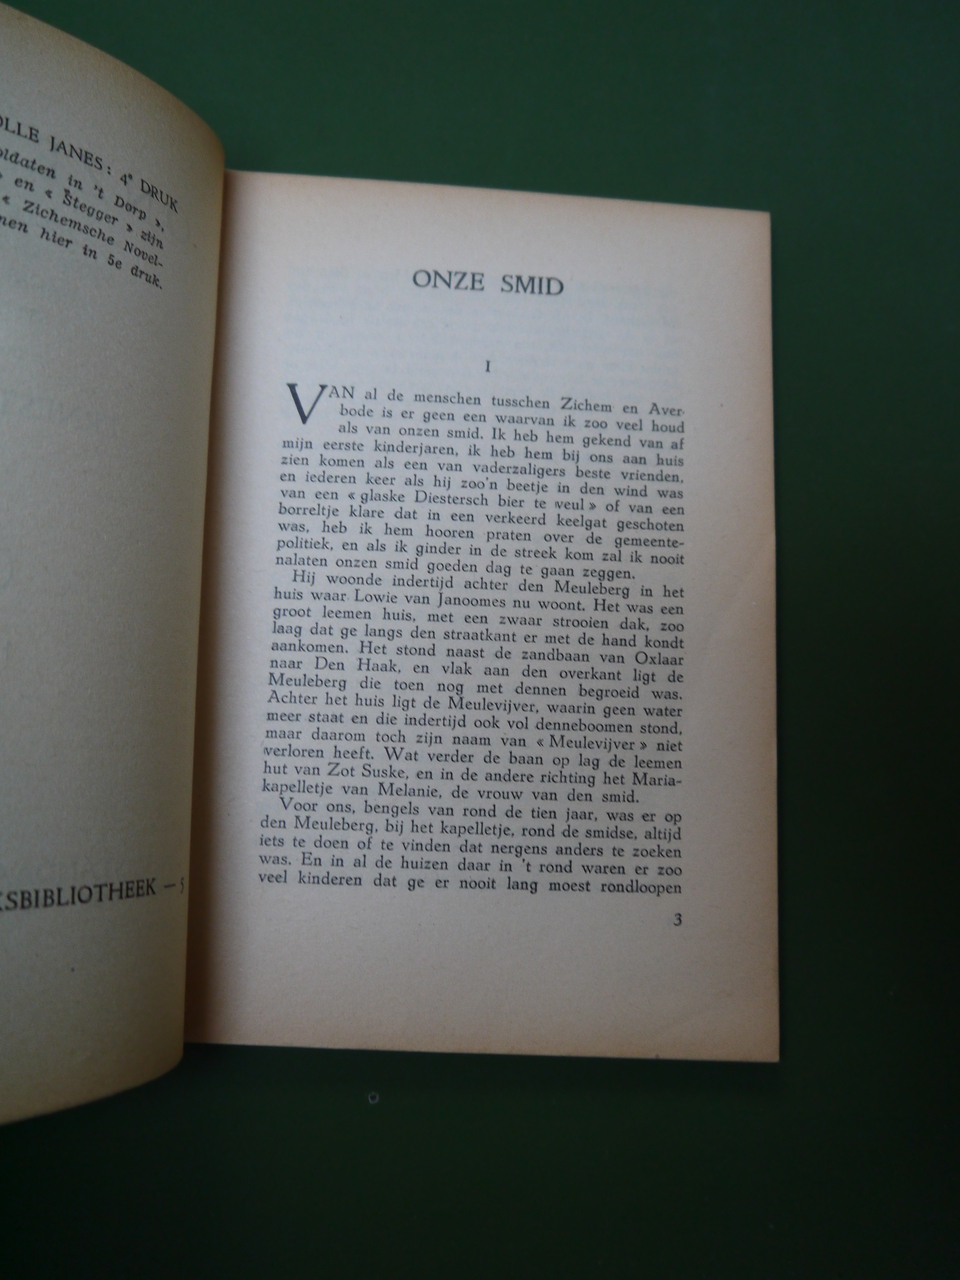 OLLE JANES: 4e DRUK
oldaten in 't Dorp »,
» en « Stegger » zijn
« Zichemsche Novel-
nen hier in 5e druk.
KSBIBLIOTHEEK — 5
ONZE SMID
I
VAN al de menschen tusschen Zichem en Aver-
bode is er geen een waarvan ik zoo veel houd
als van onzen smid. Ik heb hem gekend van af
mijn eerste kinderjaren, ik heb hem bij ons aan huis
zien komen als een van vaderzaligers beste vrienden,
en iederen keer als hij zoo'n beetje in den wind was
van een « glaske Diestersch bier te veul » of van een
borreltje klare dat in een verkeerd keelgat geschoten
was, heb ik hem hooren praten over de gemeente-
politiek, en als ik ginder in de streek kom zal ik nooit
nalaten onzen smid goeden dag te gaan zeggen.
Hij woonde indertijd achter den Meuleberg in het
huis waar Lowie van Janoomes nu woont. Het was een
groot leemen huis, met een zwaar strooien dak, zoo
laag dat ge langs den straatkant er met de hand kondt
aankomen. Het stond naast de zandbaan van Oxlaar
naar Den Haak, en vlak aan den overkant ligt de
Meuleberg die toen nog met dennen begroeid was.
Achter het huis ligt de Meulevijver, waarin geen water
meer staat en die indertijd ook vol denneboomen stond,
maar daarom toch zijn naam van « Meulevijver » niet
verloren heeft. Wat verder de baan op lag de leemen
hut van Zot Suske, en in de andere richting het Maria-
kapelletje van Melanie, de vrouw van den smid.
Voor ons, bengels van rond de tien jaar, was er op
den Meuleberg, bij het kapelletje, rond de smidse, altijd
iets te doen of te vinden dat nergens anders te zoeken
was. En in al de huizen daar in 't rond waren er zoo
veel kinderen dat ge er nooit lang moest rondloopen
3